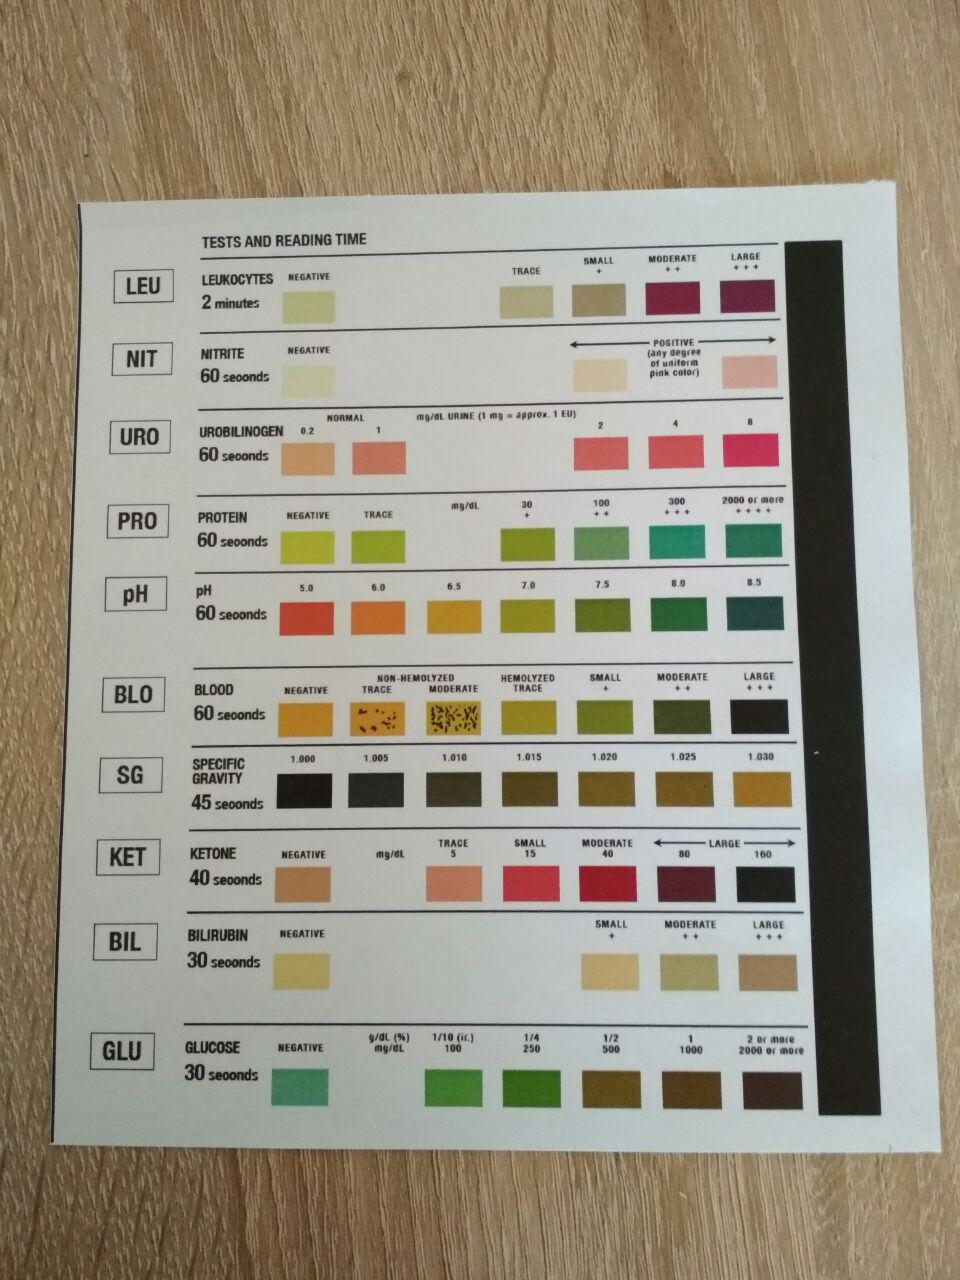 TESTS AND READING TIME
LEU
LEUKOCYTES
2 minutes
NEGATIVE
TRACE
SMALL
+
MODERATE
+ +
LARGE
+ + +
NIT
NITRITE
60 seconds
NEGATIVE
POSITIVE
(any degree
of uniform
pink color)
URO
UROBILINOGEN
60 seconds
NORMAL
0.2 1
mg/dL URINE (1 mg = approx. 1 EU)
2 4 8
PRO
PROTEIN
60 seconds
NEGATIVE
TRACE
mg/dL
30
+
100
+ +
300
+ + +
2000 or more
+ + + +
pH
pH
60 seconds
5.0 6.0 6.5 7.0 7.5 8.0 8.5
BLO
BLOOD
60 seconds
NEGATIVE
NON-HEMOLYZED
TRACE MODERATE
HEMOLYZED
TRACE
SMALL
+
MODERATE
+ +
LARGE
+ + +
SG
SPECIFIC
GRAVITY
45 seconds
1.000 1.005 1.010 1.015 1.020 1.025 1.030
KET
KETONE
40 seconds
NEGATIVE
mg/dL
TRACE
5
SMALL
15
MODERATE
40
LARGE
80 160
BIL
BILIRUBIN
30 seconds
NEGATIVE
SMALL
+
MODERATE
+ +
LARGE
+ + +
GLU
GLUCOSE
30 seconds
NEGATIVE
g/dL (%)
mg/dL
1/10 (ir.)
100
1/4
250
1/2
500
1
1000
2 or more
2000 or more